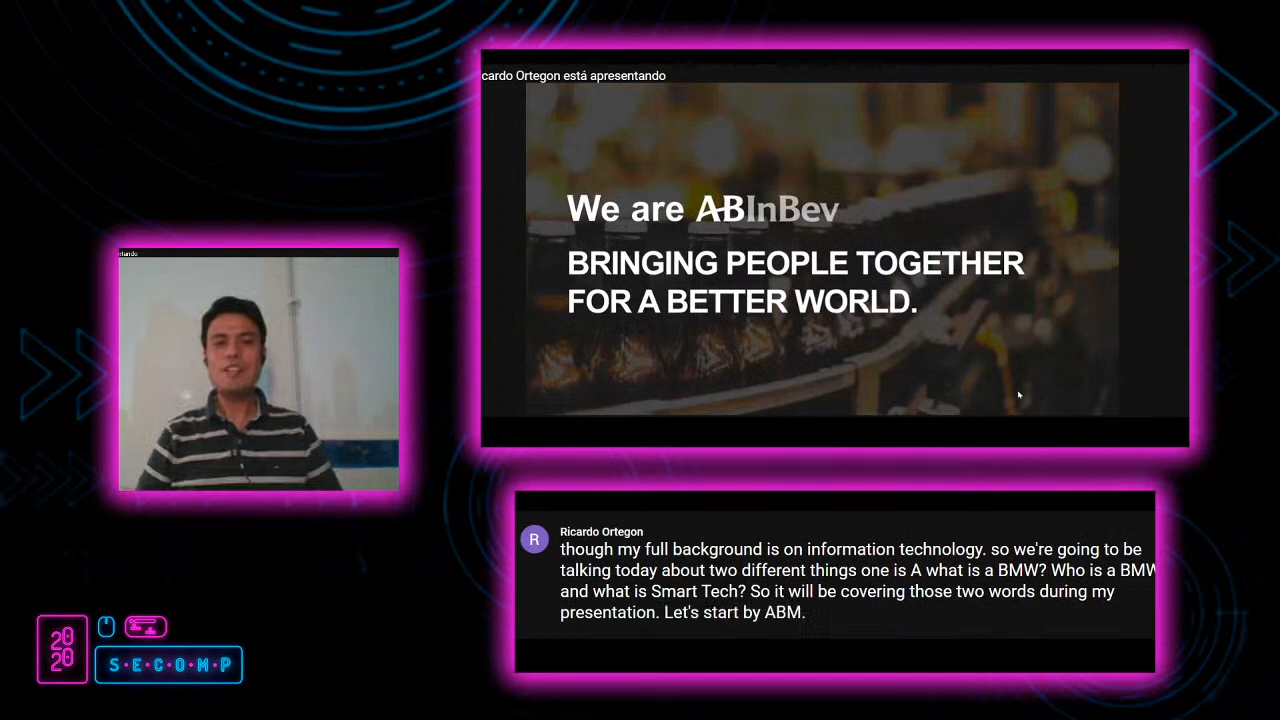 cardo Ortegon está apresentando
We are ABInBev
BRINGING PEOPLE TOGETHER
FOR A BETTER WORLD.
ntando
R
Ricardo Ortegon
though my full background is on information technology. so we're going to be
talking today about two different things one is A what is a BMW? Who is a BMW
and what is Smart Tech? So it will be covering those two words during my
presentation. Let's start by ABM.
20
20
S·E·C·O·M·P